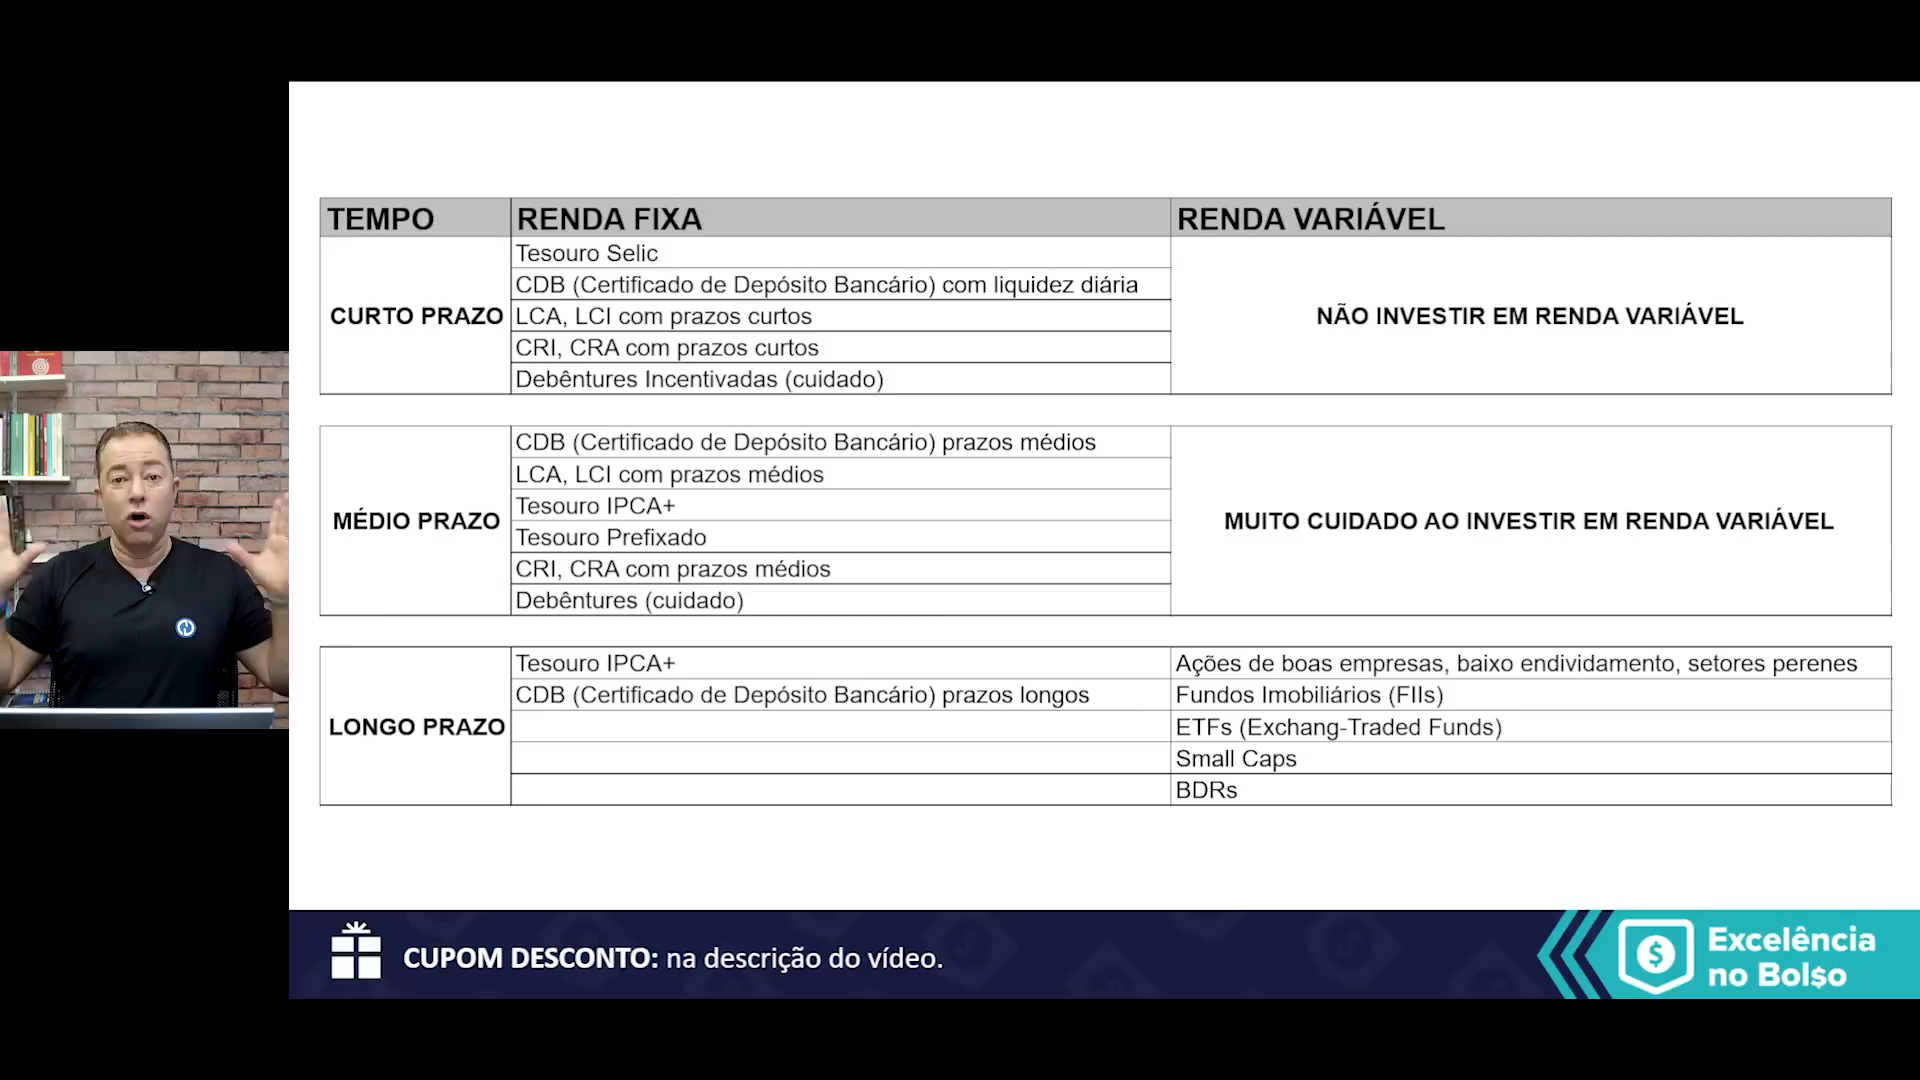 TEMPO RENDA FIXA RENDA VARIÁVEL
CURTO PRAZO
Tesouro Selic
CDB (Certificado de Depósito Bancário) com liquidez diária
LCA, LCI com prazos curtos
CRI, CRA com prazos curtos
Debêntures Incentivadas (cuidado)
NÃO INVESTIR EM RENDA VARIÁVEL
MÉDIO PRAZO
CDB (Certificado de Depósito Bancário) prazos médios
LCA, LCI com prazos médios
Tesouro IPCA+
Tesouro Prefixado
CRI, CRA com prazos médios
Debêntures (cuidado)
MUITO CUIDADO AO INVESTIR EM RENDA VARIÁVEL
LONGO PRAZO
Tesouro IPCA+
CDB (Certificado de Depósito Bancário) prazos longos
Ações de boas empresas, baixo endividamento, setores perenes
Fundos Imobiliários (FIIs)
ETFs (Exchang-Traded Funds)
Small Caps
BDRs
CUPOM DESCONTO: na descrição do vídeo.
Excelência
no Bol$o